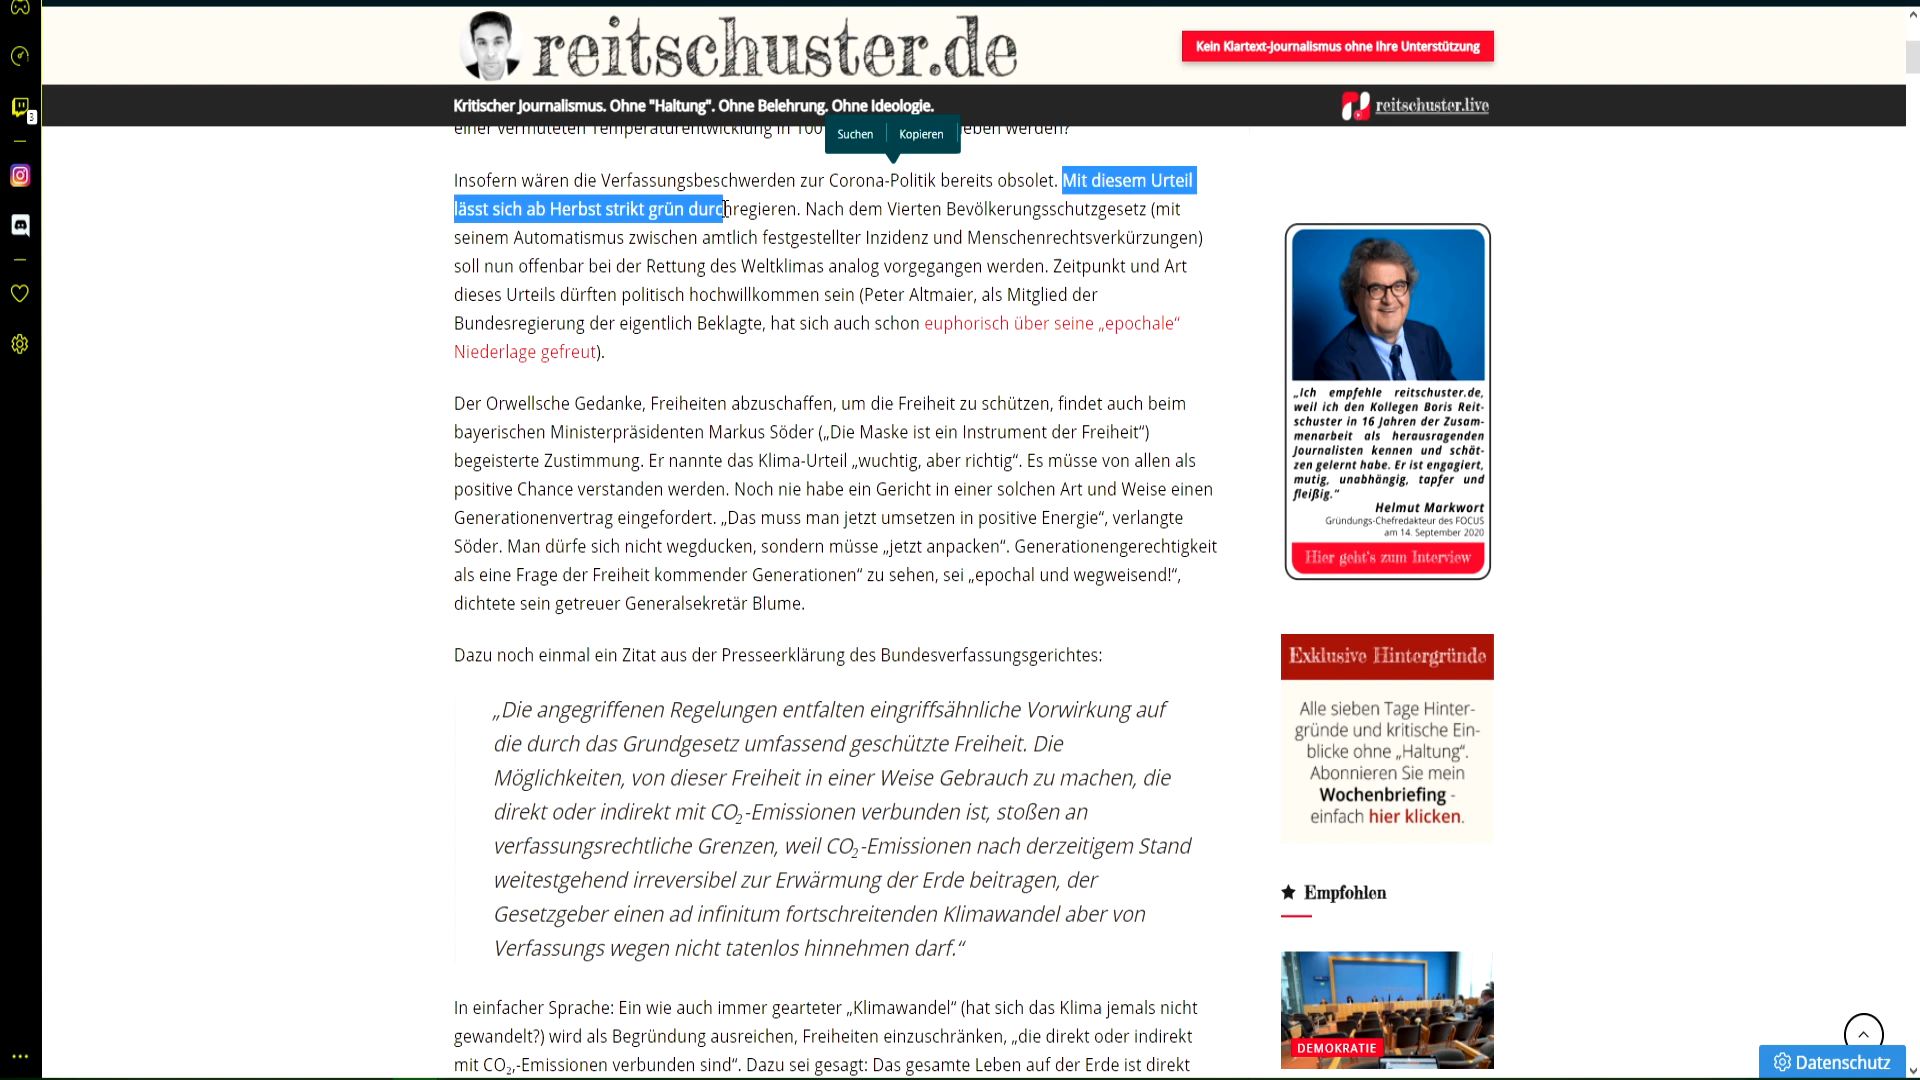 reitschuster.de
Kein Klartext-Journalismus ohne Ihre Unterstützung
Kritischer Journalismus. Ohne "Haltung". Ohne Belehrung. Ohne Ideologie.
reitschuster.live
3
Suchen
Kopieren
einer vermuteten Temperaturentwicklung in 100
eben werden?
Insofern wären die Verfassungsbeschwerden zur Corona-Politik bereits obsolet. Mit diesem Urteil
lässt sich ab Herbst strikt grün durchregieren. Nach dem Vierten Bevölkerungsschutzgesetz (mit
seinem Automatismus zwischen amtlich festgestellter Inzidenz und Menschenrechtsverkürzungen)
soll nun offenbar bei der Rettung des Weltklimas analog vorgegangen werden. Zeitpunkt und Art
dieses Urteils dürften politisch hochwillkommen sein (Peter Altmaier, als Mitglied der
Bundesregierung der eigentlich Beklagte, hat sich auch schon euphorisch über seine „epochale“
Niederlage gefreut).
Der Orwellsche Gedanke, Freiheiten abzuschaffen, um die Freiheit zu schützen, findet auch beim
bayerischen Ministerpräsidenten Markus Söder („Die Maske ist ein Instrument der Freiheit“)
begeisterte Zustimmung. Er nannte das Klima-Urteil „wuchtig, aber richtig“. Es müsse von allen als
positive Chance verstanden werden. Noch nie habe ein Gericht in einer solchen Art und Weise einen
Generationenvertrag eingefordert. „Das muss man jetzt umsetzen in positive Energie“, verlangte
Söder. Man dürfe sich nicht wegducken, sondern müsse „jetzt anpacken“. Generationengerechtigkeit
als eine Frage der Freiheit kommender Generationen“ zu sehen, sei „epochal und wegweisend!“,
dichtete sein getreuer Generalsekretär Blume.
Dazu noch einmal ein Zitat aus der Presseerklärung des Bundesverfassungsgerichtes:
„Die angegriffenen Regelungen entfalten eingriffsähnliche Vorwirkung auf
die durch das Grundgesetz umfassend geschützte Freiheit. Die
Möglichkeiten, von dieser Freiheit in einer Weise Gebrauch zu machen, die
direkt oder indirekt mit CO₂-Emissionen verbunden ist, stoßen an
verfassungsrechtliche Grenzen, weil CO₂-Emissionen nach derzeitigem Stand
weitestgehend irreversibel zur Erwärmung der Erde beitragen, der
Gesetzgeber einen ad infinitum fortschreitenden Klimawandel aber von
Verfassungs wegen nicht tatenlos hinnehmen darf.“
In einfacher Sprache: Ein wie auch immer gearteter „Klimawandel“ (hat sich das Klima jemals nicht
gewandelt?) wird als Begründung ausreichen, Freiheiten einzuschränken, „die direkt oder indirekt
mit CO₂,-Emissionen verbunden sind“. Dazu sei gesagt: Das gesamte Leben auf der Erde ist direkt
„Ich empfehle reitschuster.de,
weil ich den Kollegen Boris Reit-
schuster in 16 Jahren der Zusam-
menarbeit als herausragenden
Journalisten kennen und schät-
zen gelernt habe. Er ist engagiert,
mutig, unabhängig, tapfer und
fleißig.“
Helmut Markwort
Gründungs-Chefredakteur des FOCUS
am 14. September 2020
Hier geht's zum Interview
Exklusive Hintergründe
Alle sieben Tage Hinter-
gründe und kritische Ein-
blicke ohne „Haltung“.
Abonnieren Sie mein
Wochenbriefing -
einfach hier klicken.
Empfohlen
DEMOKRATIE
Datenschutz